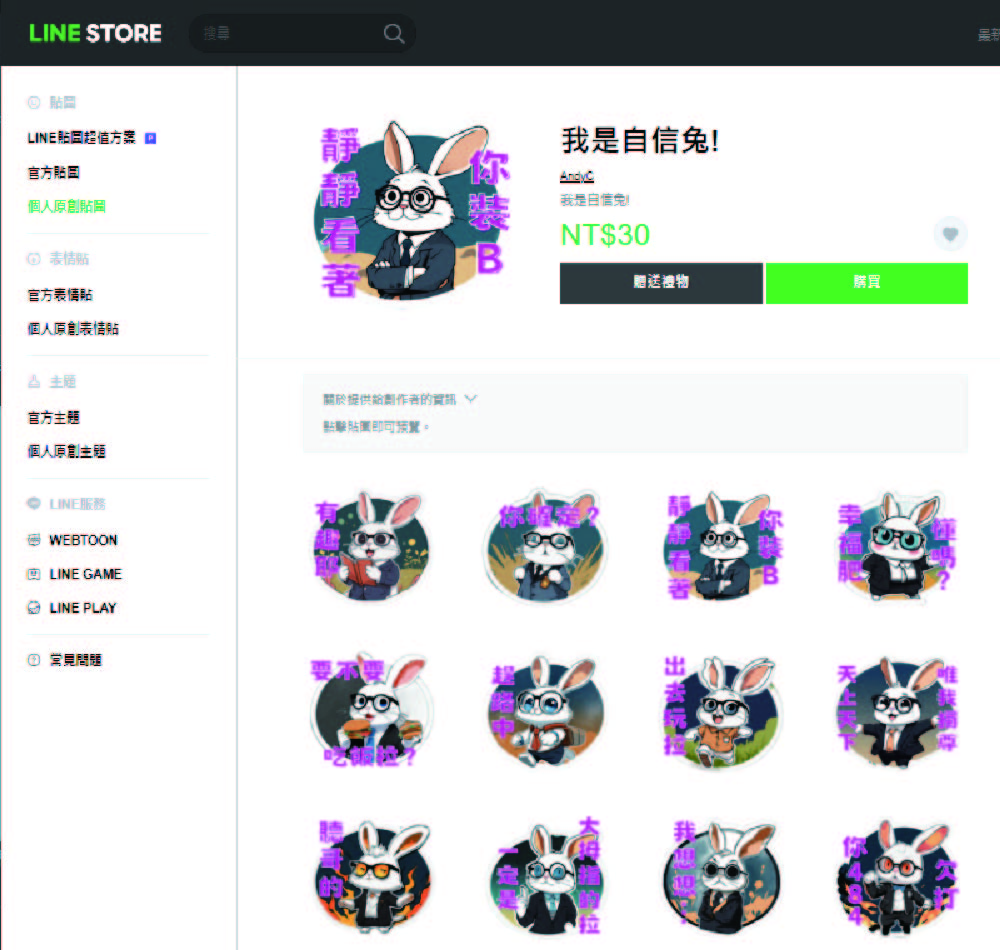 LINE STORE
搜尋
最新
貼圖
LINE貼圖超值方案 P
官方貼圖
個人原創貼圖
表情貼
官方表情貼
個人原創表情貼
主題
官方主題
個人原創主題
LINE服務
WEBTOON
LINE GAME
LINE PLAY
常見問題
靜靜看著
你裝B
我是自信兔!
AndyC
我是自信兔!
NT$30
贈送禮物
購買
關於提供給創作者的資訊
點擊貼圖即可預覽。
有趣餒
你確定?
靜靜看著
你裝B
幸福肥
懂嗎?
要不要
吃飯拉?
趕路中
出去玩拉
天上天下
唯我獨尊
聽哥的
一定是
大拇指的拉
我想想?
你484
欠打